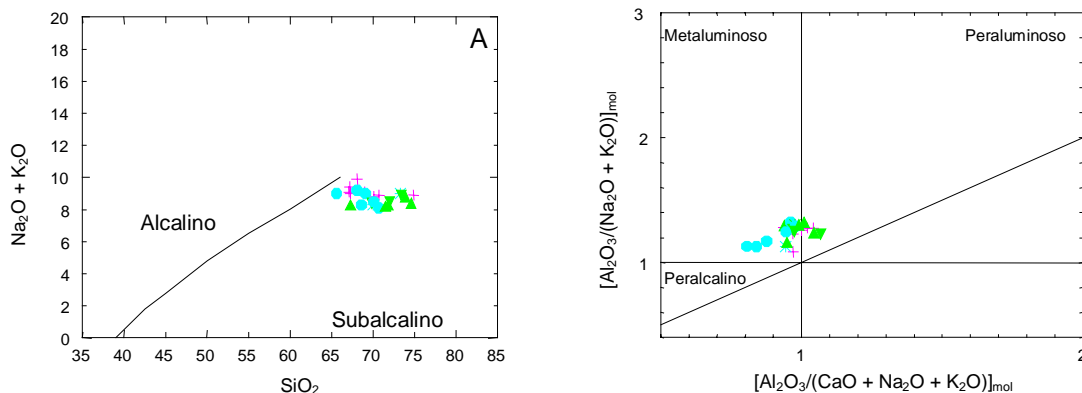 A
20
18
16
14
12
10
8
6
4
2
0
Na₂O + K₂O
Alcalino
Subalcalino
35 40 45 50 55 60 65 70 75 80 85
SiO₂
3
2
1
[Al₂O₃/(Na₂O + K₂O)]mol
Metaluminoso
Peraluminoso
Peralcalino
1 2
[Al₂O₃/(CaO + Na₂O + K₂O)]mol